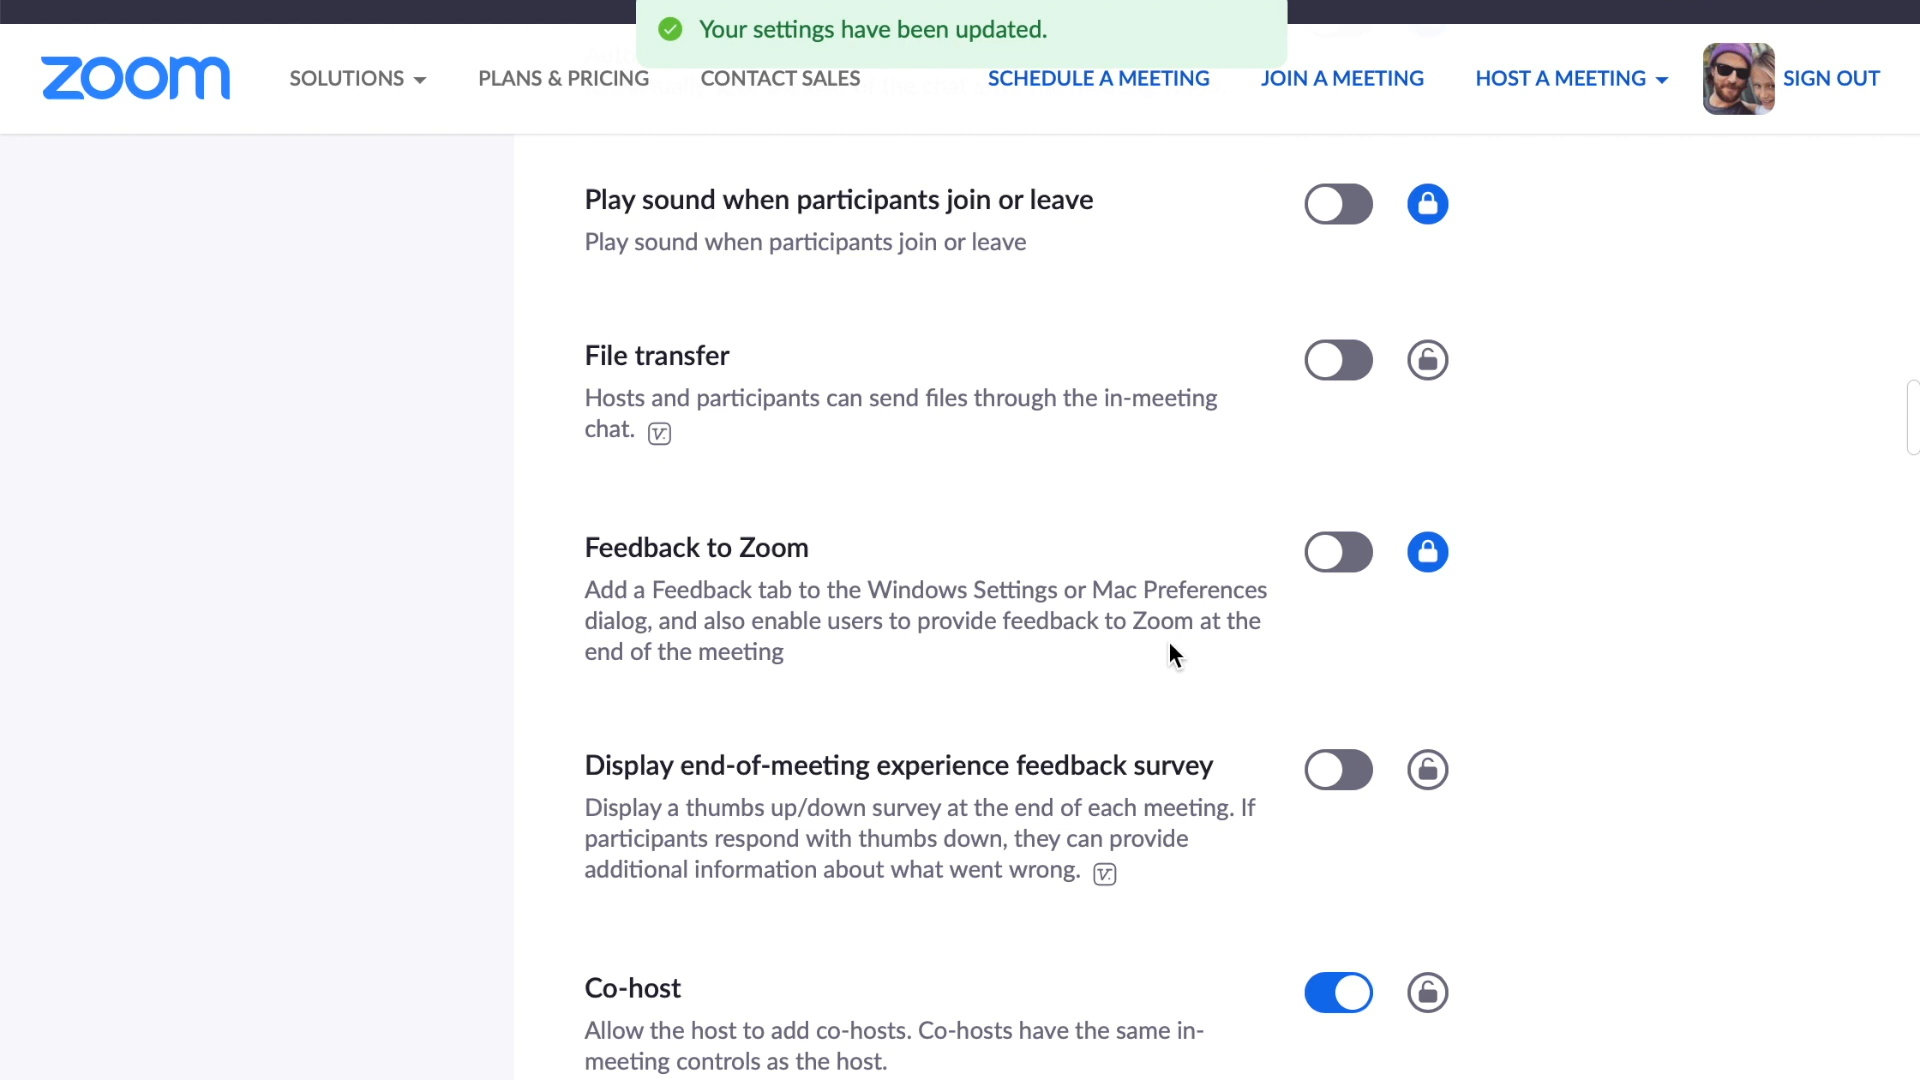 Your settings have been updated.
zoom
SOLUTIONS
PLANS & PRICING
CONTACT SALES
SCHEDULE A MEETING
JOIN A MEETING
HOST A MEETING
SIGN OUT
Play sound when participants join or leave
Play sound when participants join or leave
File transfer
Hosts and participants can send files through the in-meeting
chat.
Feedback to Zoom
Add a Feedback tab to the Windows Settings or Mac Preferences
dialog, and also enable users to provide feedback to Zoom at the
end of the meeting
Display end-of-meeting experience feedback survey
Display a thumbs up/down survey at the end of each meeting. If
participants respond with thumbs down, they can provide
additional information about what went wrong.
Co-host
Allow the host to add co-hosts. Co-hosts have the same in-
meeting controls as the host.